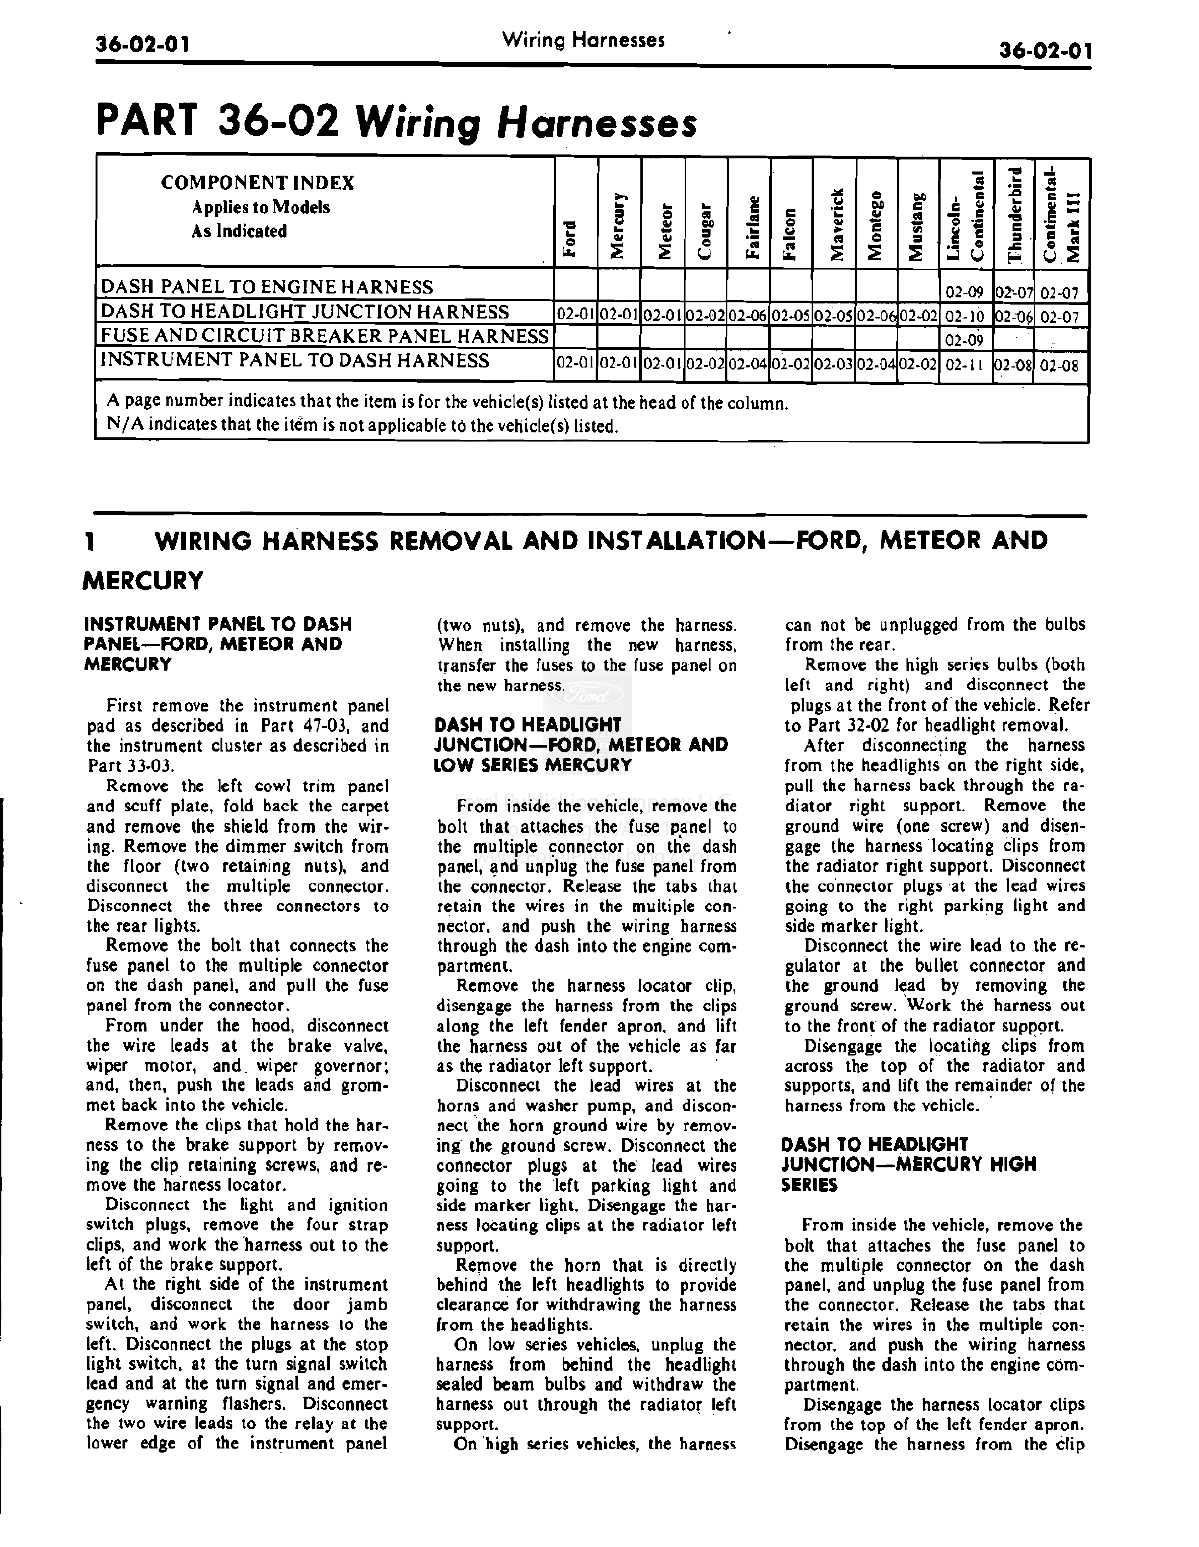 36-02-01
Wiring Harnesses
36-02-01
PART 36-02 Wiring Harnesses
COMPONENT INDEX
Applies to Models
As Indicated
Ford
Mercury
Meteor
Cougar
Fairlane
Falcon
Maverick
Montego
Mustang
Lincoln-
Continental
Thunderbird
Continental-
Mark III
DASH PANEL TO ENGINE HARNESS 02-09 02-07 02-07
DASH TO HEADLIGHT JUNCTION HARNESS 02-01 02-01 02-01 02-02 02-06 02-05 02-05 02-06 02-02 02-10 02-06 02-07
FUSE AND CIRCUIT BREAKER PANEL HARNESS 02-09
INSTRUMENT PANEL TO DASH HARNESS 02-01 02-01 02-01 02-02 02-04 02-02 02-03 02-04 02-02 02-11 02-08 02-08
A page number indicates that the item is for the vehicle(s) listed at the head of the column.
N/A indicates that the item is not applicable to the vehicle(s) listed.
1 WIRING HARNESS REMOVAL AND INSTALLATION—FORD, METEOR AND
MERCURY
INSTRUMENT PANEL TO DASH
PANEL—FORD, METEOR AND
MERCURY
First remove the instrument panel
pad as described in Part 47-03, and
the instrument cluster as described in
Part 33-03.
Remove the left cowl trim panel
and scuff plate, fold back the carpet
and remove the shield from the wir-
ing. Remove the dimmer switch from
the floor (two retaining nuts), and
disconnect the multiple connector.
Disconnect the three connectors to
the rear lights.
Remove the bolt that connects the
fuse panel to the multiple connector
on the dash panel, and pull the fuse
panel from the connector.
From under the hood, disconnect
the wire leads at the brake valve,
wiper motor, and wiper governor;
and, then, push the leads and grom-
met back into the vehicle.
Remove the clips that hold the har-
ness to the brake support by remov-
ing the clip retaining screws, and re-
move the harness locator.
Disconnect the light and ignition
switch plugs, remove the four strap
clips, and work the harness out to the
left of the brake support.
At the right side of the instrument
panel, disconnect the door jamb
switch, and work the harness to the
left. Disconnect the plugs at the stop
light switch, at the turn signal switch
lead and at the turn signal and emer-
gency warning flashers. Disconnect
the two wire leads to the relay at the
lower edge of the instrument panel
(two nuts), and remove the harness.
When installing the new harness,
transfer the fuses to the fuse panel on
the new harness.
DASH TO HEADLIGHT
JUNCTION—FORD, METEOR AND
LOW SERIES MERCURY
From inside the vehicle, remove the
bolt that attaches the fuse panel to
the multiple connector on the dash
panel, and unplug the fuse panel from
the connector. Release the tabs that
retain the wires in the multiple con-
nector, and push the wiring harness
through the dash into the engine com-
partment.
Remove the harness locator clip,
disengage the harness from the clips
along the left fender apron, and lift
the harness out of the vehicle as far
as the radiator left support.
Disconnect the lead wires at the
horns and washer pump, and discon-
nect the horn ground wire by remov-
ing the ground screw. Disconnect the
connector plugs at the lead wires
going to the left parking light and
side marker light. Disengage the har-
ness locating clips at the radiator left
support.
Remove the horn that is directly
behind the left headlights to provide
clearance for withdrawing the harness
from the headlights.
On low series vehicles, unplug the
harness from behind the headlight
sealed beam bulbs and withdraw the
harness out through the radiator left
support.
On high series vehicles, the harness
can not be unplugged from the bulbs
from the rear.
Remove the high series bulbs (both
left and right) and disconnect the
plugs at the front of the vehicle. Refer
to Part 32-02 for headlight removal.
After disconnecting the harness
from the headlights on the right side,
pull the harness back through the ra-
diator right support. Remove the
ground wire (one screw) and disen-
gage the harness locating clips from
the radiator right support. Disconnect
the connector plugs at the lead wires
going to the right parking light and
side marker light.
Disconnect the wire lead to the re-
gulator at the bullet connector and
the ground lead by removing the
ground screw. Work the harness out
to the front of the radiator support.
Disengage the locating clips from
across the top of the radiator and
supports, and lift the remainder of the
harness from the vehicle.
DASH TO HEADLIGHT
JUNCTION—MERCURY HIGH
SERIES
From inside the vehicle, remove the
bolt that attaches the fuse panel to
the multiple connector on the dash
panel, and unplug the fuse panel from
the connector. Release the tabs that
retain the wires in the multiple con-
nector, and push the wiring harness
through the dash into the engine com-
partment.
Disengage the harness locator clips
from the top of the left fender apron.
Disengage the harness from the clip